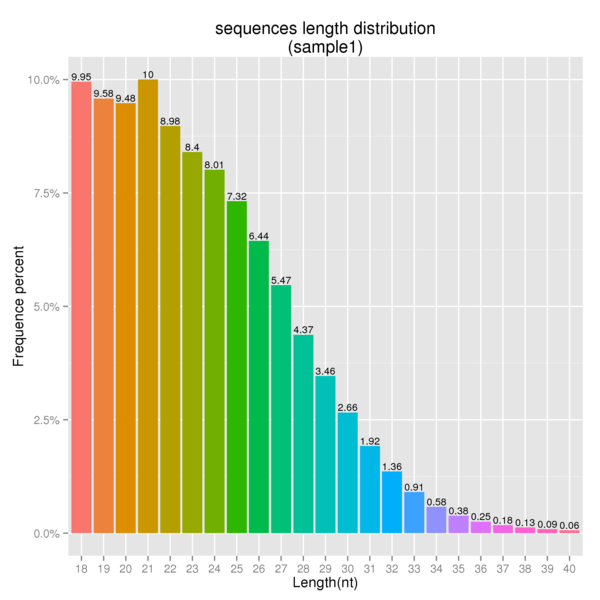 sequences length distribution
(sample1)
Frequence percent
10.0%
7.5%
5.0%
2.5%
0.0%
9.95 9.58 9.48 10 8.98 8.4 8.01 7.32 6.44 5.47 4.37 3.46 2.66 1.92 1.36 0.91 0.58 0.38 0.25 0.18 0.13 0.09 0.06
18 19 20 21 22 23 24 25 26 27 28 29 30 31 32 33 34 35 36 37 38 39 40
Length(nt)